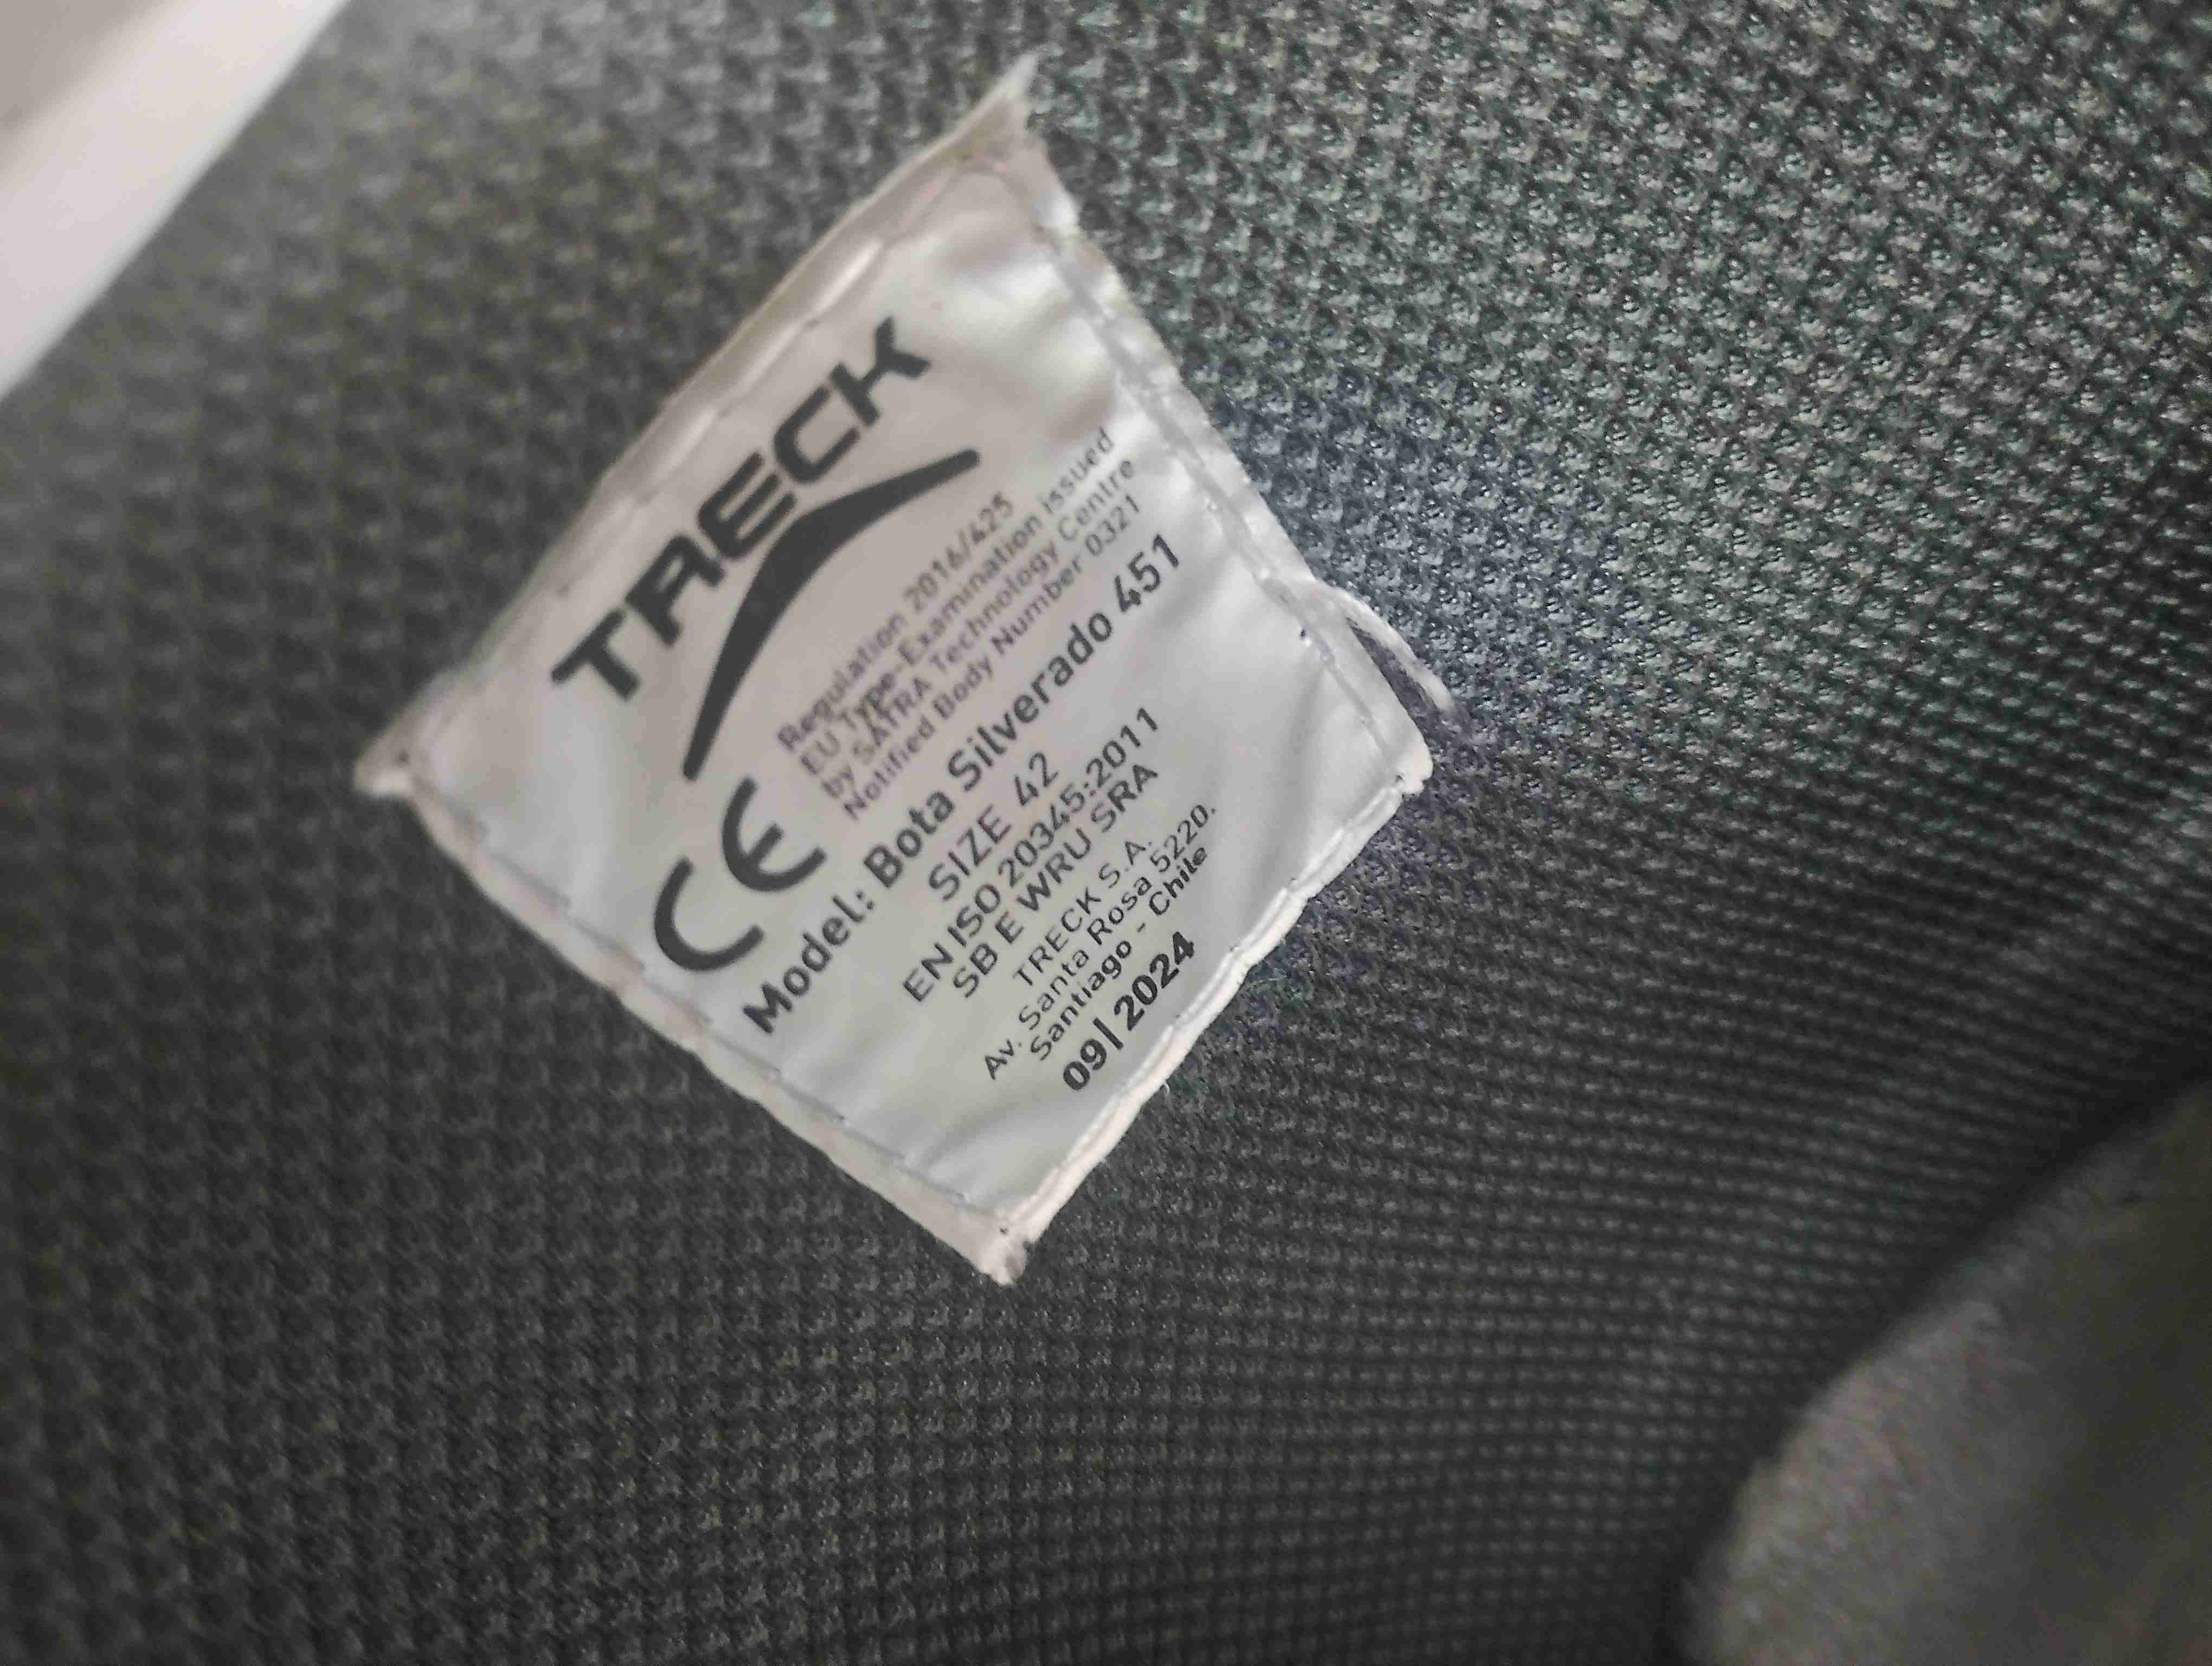 TRECK
Regulation 2016/425
EU Type-Examination issued
by SATRA Technology Centre
Notified Body Number 0321
CE
Model: Bota Silverado 451
SIZE 42
EN ISO 20345:2011
SB E WRU SRA
TRECK S.A.
Av. Santa Rosa 5220.
Santiago - Chile
09| 2024